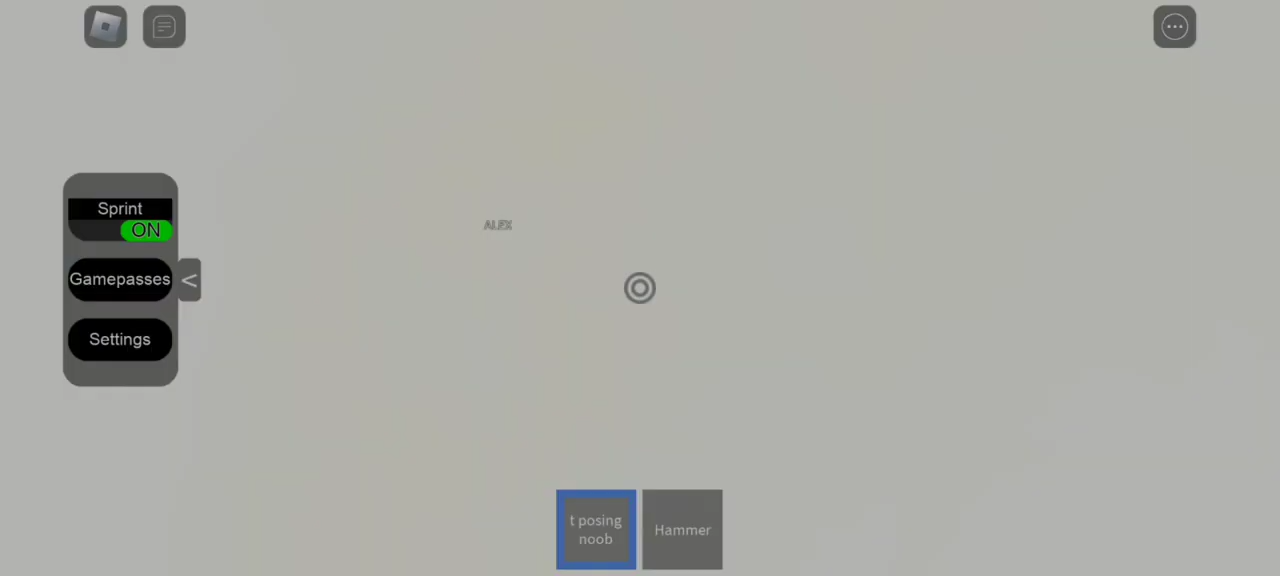 Sprint
ON
Gamepasses
<
Settings
ALEX
t posing
noob
Hammer